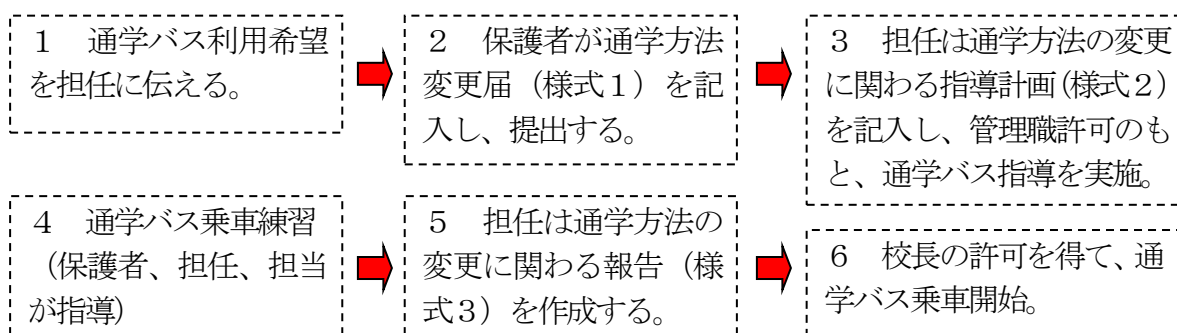 1　通学バス利用希望
を担任に伝える。
2　保護者が通学方法
変更届（様式1）を記
入し、提出する。
3　担任は通学方法の変更
に関わる指導計画(様式2)
を記入し、管理職許可のも
と、通学バス指導を実施。
4　通学バス乗車練習
（保護者、担任、担当
が指導）
5　担任は通学方法の
変更に関わる報告（様
式3）を作成する。
6　校長の許可を得て、通
学バス乗車開始。